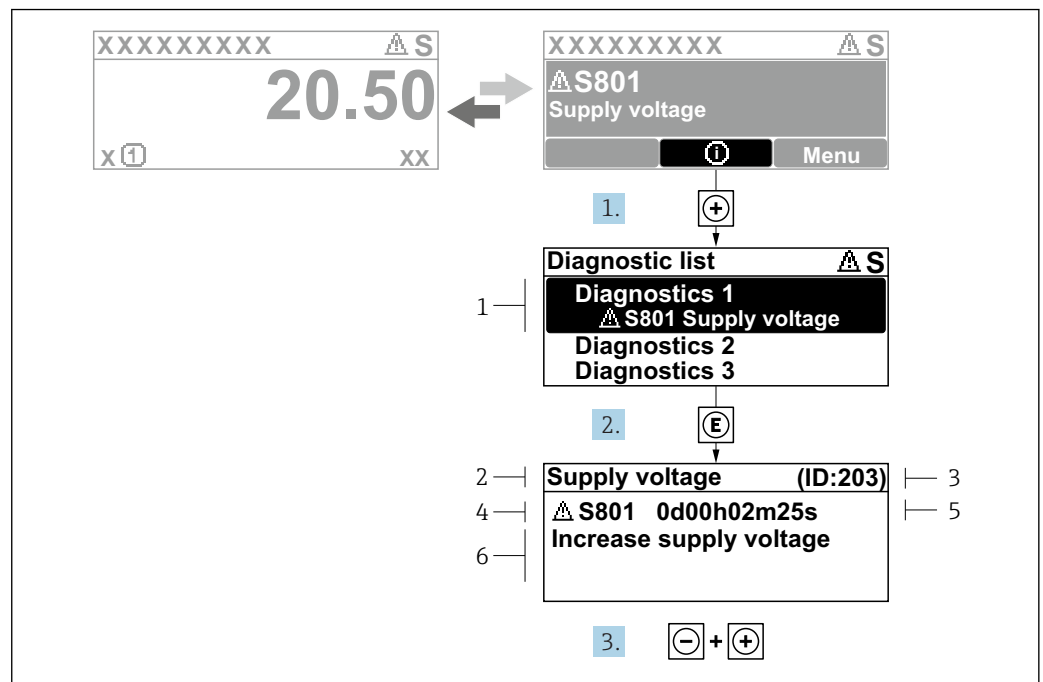 XXXXXXXXX ⚠ S
20.50
x ① xx
XXXXXXXXX ⚠ S
⚠S801
Supply voltage
ⓘ Menu
1. +
Diagnostic list ⚠ S
1
Diagnostics 1
⚠ S801 Supply voltage
Diagnostics 2
Diagnostics 3
2. E
2 Supply voltage (ID:203) 3
4 ⚠ S801 0d00h02m25s 5
6 Increase supply voltage
3. - + +